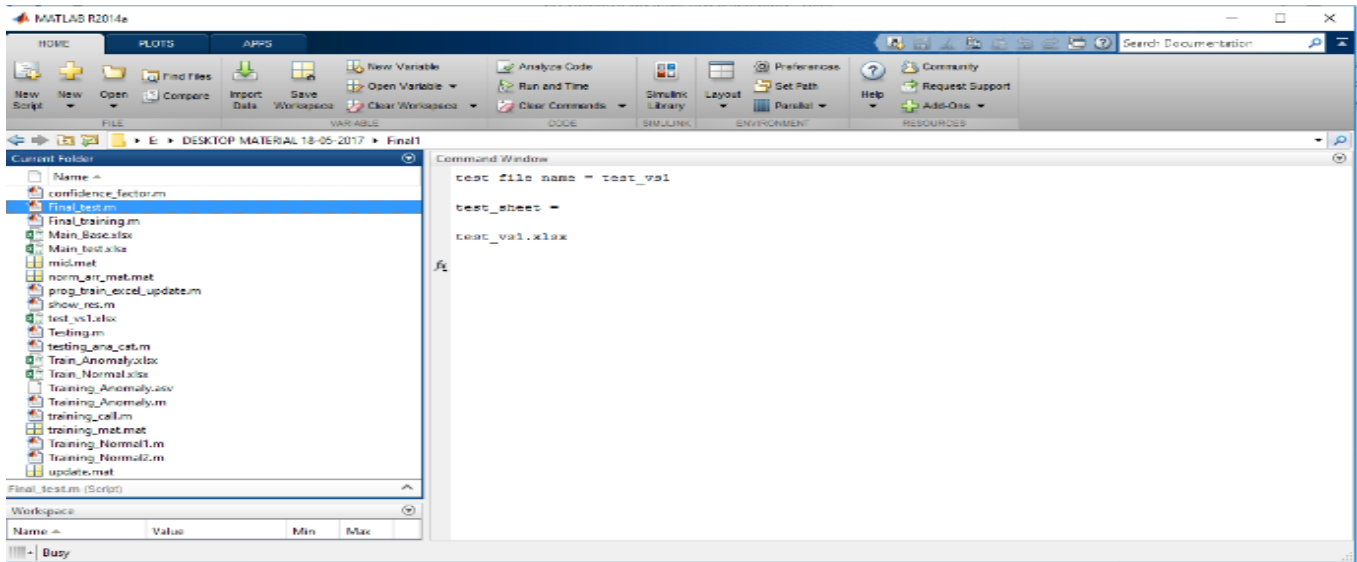 MATLAB R2014a
HOME PLOTS APPS
Search Documentation
New Script
New
Open
Find Files
Compare
Import Data
Save Workspace
New Variable
Open Variable
Clear Workspace
Analyze Code
Run and Time
Clear Commands
Simulink Library
Layout
Preferences
Set Path
Parallel
Help
Community
Request Support
Add-Ons
FILE VARIABLE CODE SIMULINK ENVIRONMENT RESOURCES
E: DESKTOP MATERIAL 18-05-2017 Final1
Current Folder
Name
confidence_factor.m
Final_test.m
Final_training.m
Main_Base.xlsx
Main_test.xlsx
mid.mat
norm_arr_mat.mat
prog_train_excel_update.m
show_res.m
test_vs1.xlsx
Testing.m
testing_ana_cat.m
Train_Anomaly.xlsx
Train_Normal.xlsx
Training_Anomaly.asv
Training_Anomaly.m
training_call.m
training_mat.mat
Training_Normal1.m
Training_Normal2.m
update.mat
Final_test.m (Script)
Workspace
Name Value Min Max
Busy
Command Window
test file name = test_vs1
test_sheet =
test_vs1.xlsx
fx